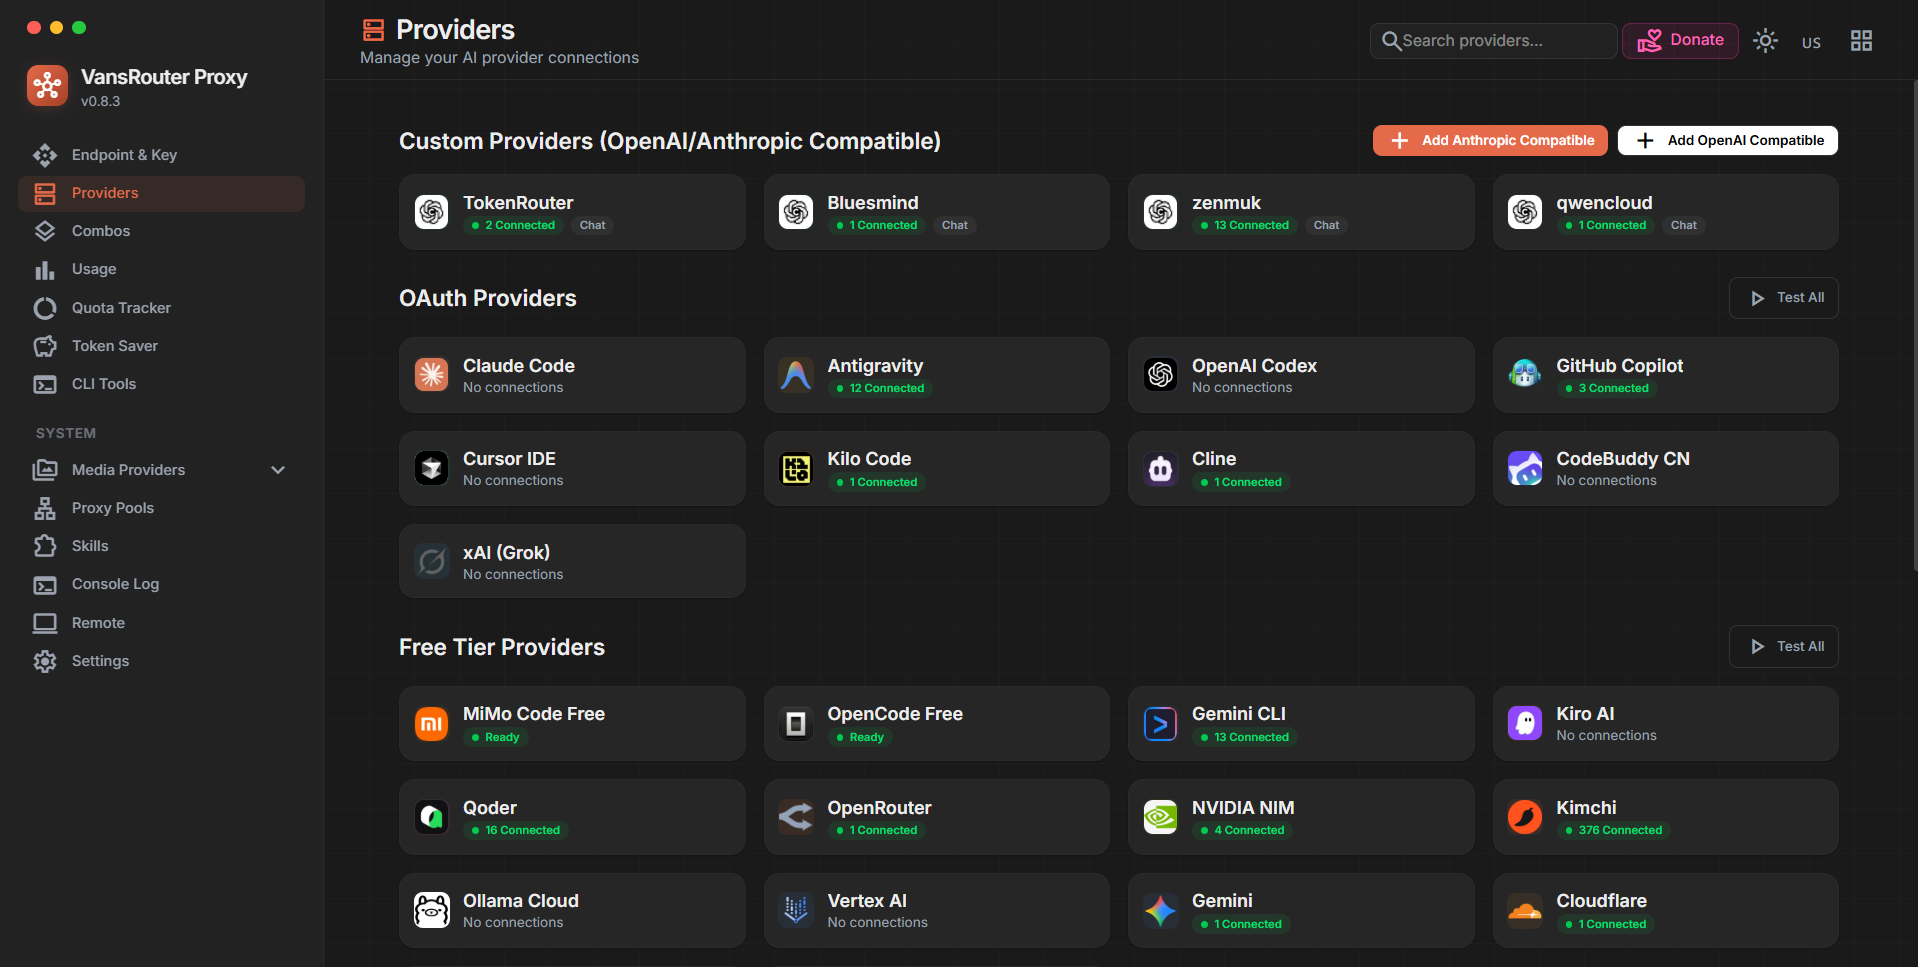 VansRouter Proxy
v0.8.3
Endpoint & Key
Providers
Combos
Usage
Quota Tracker
Token Saver
CLI Tools
SYSTEM
Media Providers
Proxy Pools
Skills
Console Log
Remote
Settings
Providers
Manage your AI provider connections
Search providers...
Donate
US
Custom Providers (OpenAI/Anthropic Compatible)
Add Anthropic Compatible
Add OpenAI Compatible
TokenRouter
2 Connected Chat
Bluesmind
1 Connected Chat
zenmuk
13 Connected Chat
qwencloud
1 Connected Chat
OAuth Providers
Test All
Claude Code
No connections
Antigravity
12 Connected
OpenAI Codex
No connections
GitHub Copilot
3 Connected
Cursor IDE
No connections
Kilo Code
1 Connected
Cline
1 Connected
CodeBuddy CN
No connections
xAI (Grok)
No connections
Free Tier Providers
Test All
MiMo Code Free
Ready
OpenCode Free
Ready
Gemini CLI
13 Connected
Kiro AI
No connections
Qoder
16 Connected
OpenRouter
1 Connected
NVIDIA NIM
4 Connected
Kimchi
376 Connected
Ollama Cloud
No connections
Vertex AI
No connections
Gemini
1 Connected
Cloudflare
1 Connected